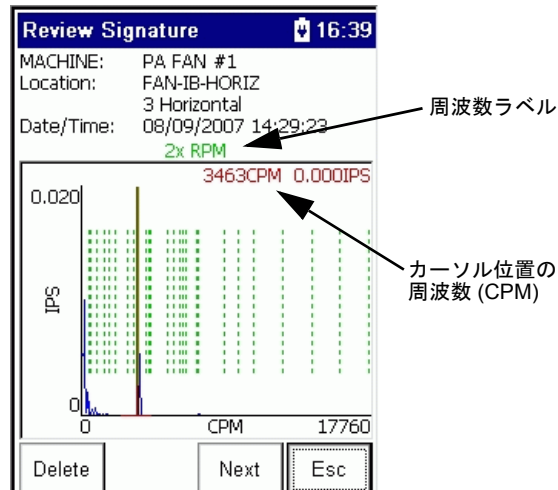 Review Signature 16:39
MACHINE: PA FAN #1
Location: FAN-IB-HORIZ
3 Horizontal
Date/Time: 08/09/2007 14:29:23
2x RPM
3463CPM 0.000IPS
0.020
IPS
0
0 CPM 17760
Delete Next Esc
周波数ラベル
カーソル位置の
周波数 (CPM)